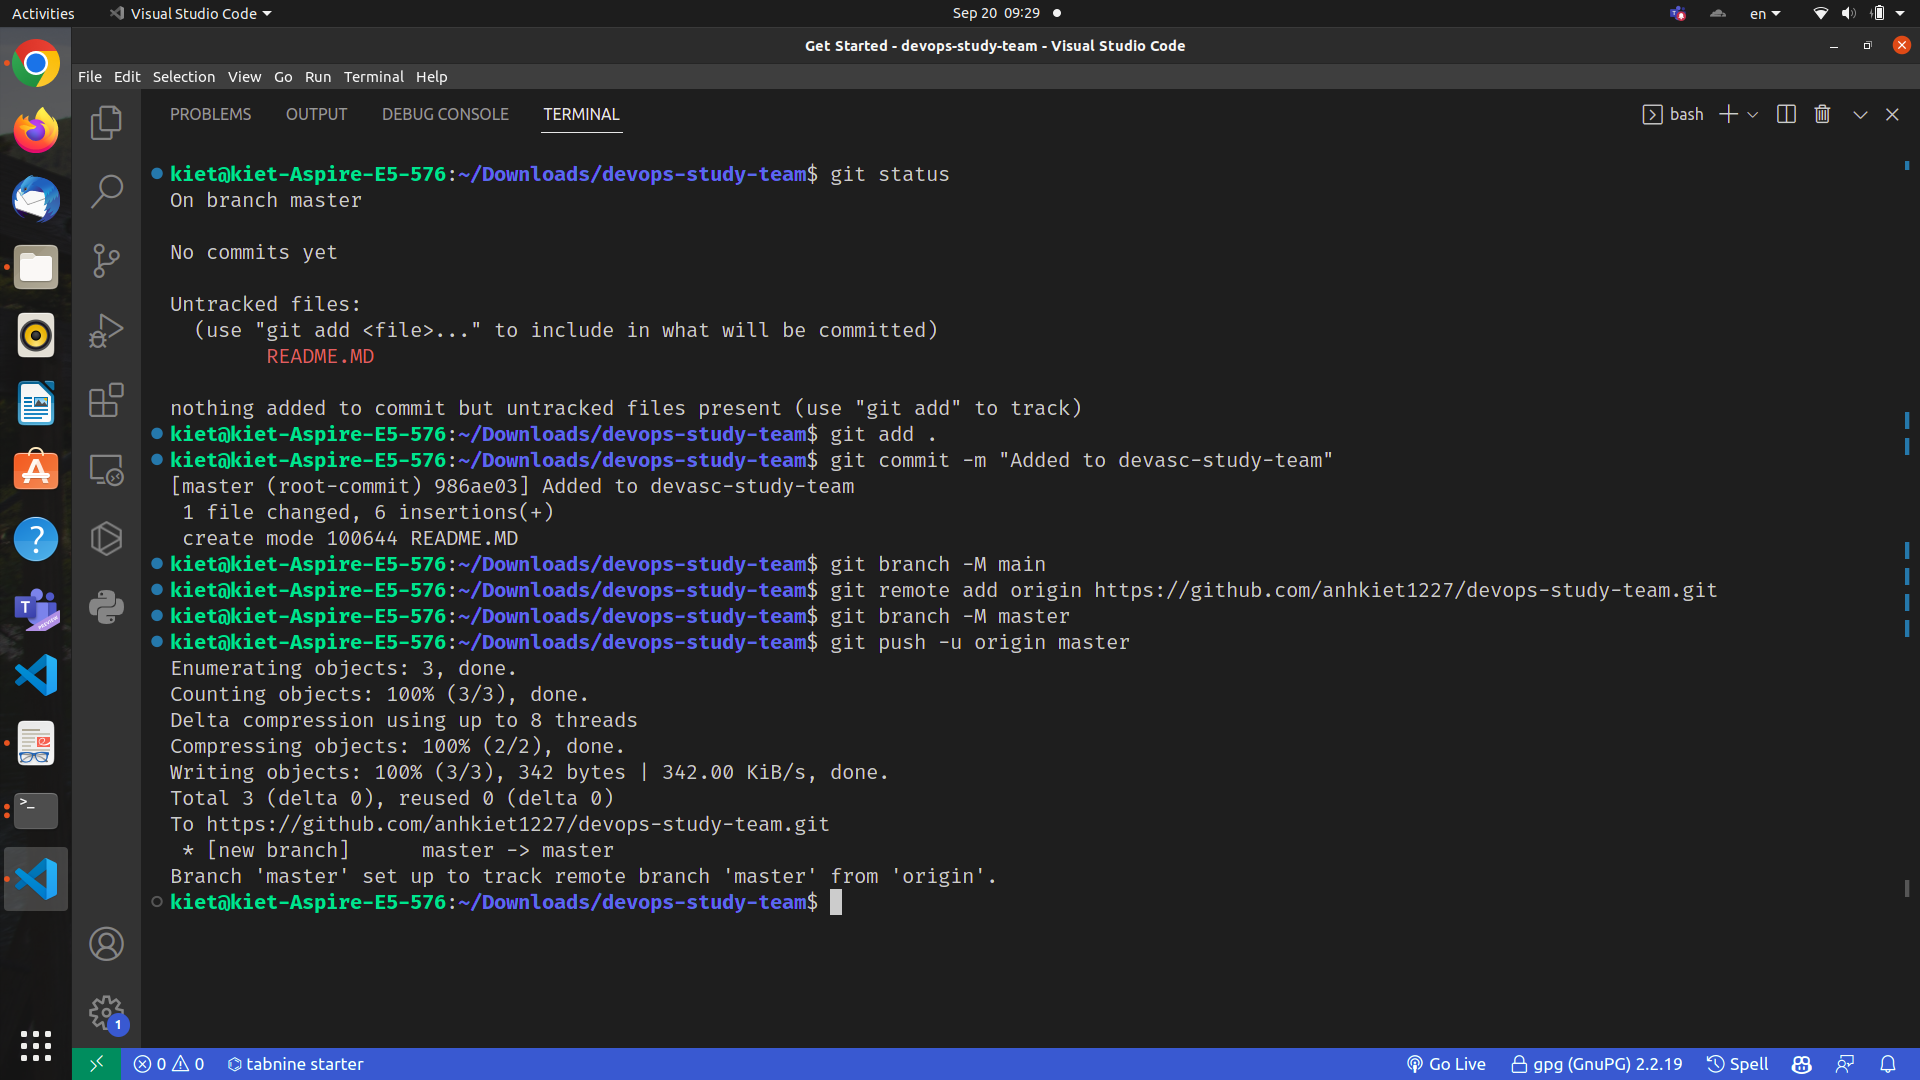 Activities
Visual Studio Code
Sep 20 09:29
en
Get Started - devops-study-team - Visual Studio Code
File Edit Selection View Go Run Terminal Help
PROBLEMS OUTPUT DEBUG CONSOLE TERMINAL
bash
kiet@kiet-Aspire-E5-576:~/Downloads/devops-study-team$ git status
On branch master
No commits yet
Untracked files:
(use "git add <file>..." to include in what will be committed)
README.MD
nothing added to commit but untracked files present (use "git add" to track)
kiet@kiet-Aspire-E5-576:~/Downloads/devops-study-team$ git add .
kiet@kiet-Aspire-E5-576:~/Downloads/devops-study-team$ git commit -m "Added to devasc-study-team"
[master (root-commit) 986ae03] Added to devasc-study-team
1 file changed, 6 insertions(+)
create mode 100644 README.MD
kiet@kiet-Aspire-E5-576:~/Downloads/devops-study-team$ git branch -M main
kiet@kiet-Aspire-E5-576:~/Downloads/devops-study-team$ git remote add origin https://github.com/anhkiet1227/devops-study-team.git
kiet@kiet-Aspire-E5-576:~/Downloads/devops-study-team$ git branch -M master
kiet@kiet-Aspire-E5-576:~/Downloads/devops-study-team$ git push -u origin master
Enumerating objects: 3, done.
Counting objects: 100% (3/3), done.
Delta compression using up to 8 threads
Compressing objects: 100% (2/2), done.
Writing objects: 100% (3/3), 342 bytes | 342.00 KiB/s, done.
Total 3 (delta 0), reused 0 (delta 0)
To https://github.com/anhkiet1227/devops-study-team.git
* [new branch] master -> master
Branch 'master' set up to track remote branch 'master' from 'origin'.
kiet@kiet-Aspire-E5-576:~/Downloads/devops-study-team$
1
0 0 tabnine starter
Go Live gpg (GnuPG) 2.2.19 Spell